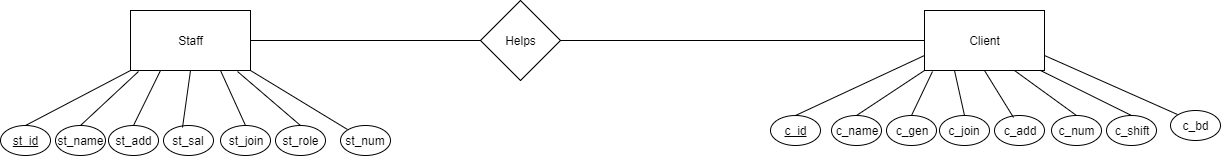 Staff
Helps
Client
st_id
st_name
st_add
st_sal
st_join
st_role
st_num
c_id
c_name
c_gen
c_join
c_add
c_num
c_shift
c_bd